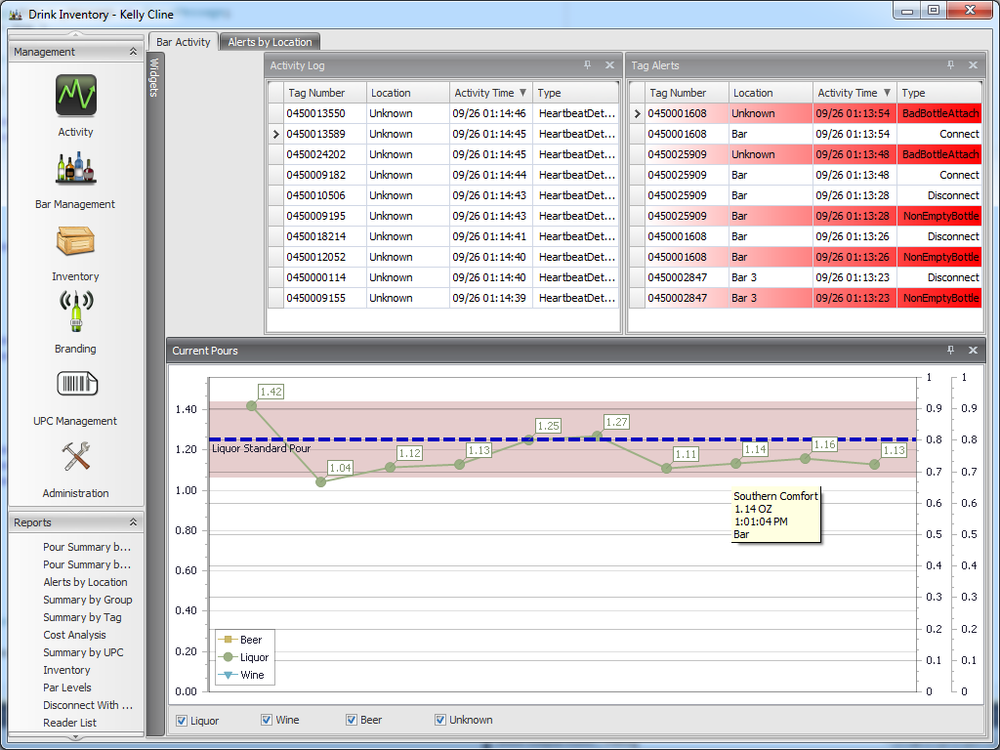 Drink Inventory - Kelly Cline
Management
Activity
Bar Management
Inventory
Branding
UPC Management
Administration
Reports
Pour Summary b...
Pour Summary b...
Alerts by Location
Summary by Group
Summary by Tag
Cost Analysis
Summary by UPC
Inventory
Par Levels
Disconnect With ...
Reader List
Bar Activity Alerts by Location
Widgets
Activity Log
Tag Number Location Activity Time Type
0450013550 Unknown 09/26 01:14:46 HeartbeatDet...
0450013589 Unknown 09/26 01:14:45 HeartbeatDet...
0450024202 Unknown 09/26 01:14:45 HeartbeatDet...
0450009182 Unknown 09/26 01:14:44 HeartbeatDet...
0450010506 Unknown 09/26 01:14:43 HeartbeatDet...
0450009195 Unknown 09/26 01:14:43 HeartbeatDet...
0450018214 Unknown 09/26 01:14:41 HeartbeatDet...
0450012052 Unknown 09/26 01:14:40 HeartbeatDet...
0450000114 Unknown 09/26 01:14:40 HeartbeatDet...
0450009155 Unknown 09/26 01:14:39 HeartbeatDet...
Tag Alerts
Tag Number Location Activity Time Type
0450001608 Unknown 09/26 01:13:54 BadBottleAttach
0450001608 Bar 09/26 01:13:54 Connect
0450025909 Unknown 09/26 01:13:48 BadBottleAttach
0450025909 Bar 09/26 01:13:48 Connect
0450025909 Bar 09/26 01:13:28 Disconnect
0450025909 Bar 09/26 01:13:28 NonEmptyBottle
0450001608 Bar 09/26 01:13:26 Disconnect
0450001608 Bar 09/26 01:13:26 NonEmptyBottle
0450002847 Bar 3 09/26 01:13:23 Disconnect
0450002847 Bar 3 09/26 01:13:23 NonEmptyBottle
Current Pours
1.40
1.20
1.00
0.80
0.60
0.40
0.20
0.00
1.42
1.04
1.12
1.13
1.25
1.27
1.11
1.14
1.16
1.13
Liquor Standard Pour
Southern Comfort
1.14 OZ
1:01:04 PM
Bar
1 1
0.9 0.9
0.8 0.8
0.7 0.7
0.6 0.6
0.5 0.5
0.4 0.4
0.3 0.3
0.2 0.2
0.1 0.1
0 0
Beer
Liquor
Wine
Liquor Wine Beer Unknown